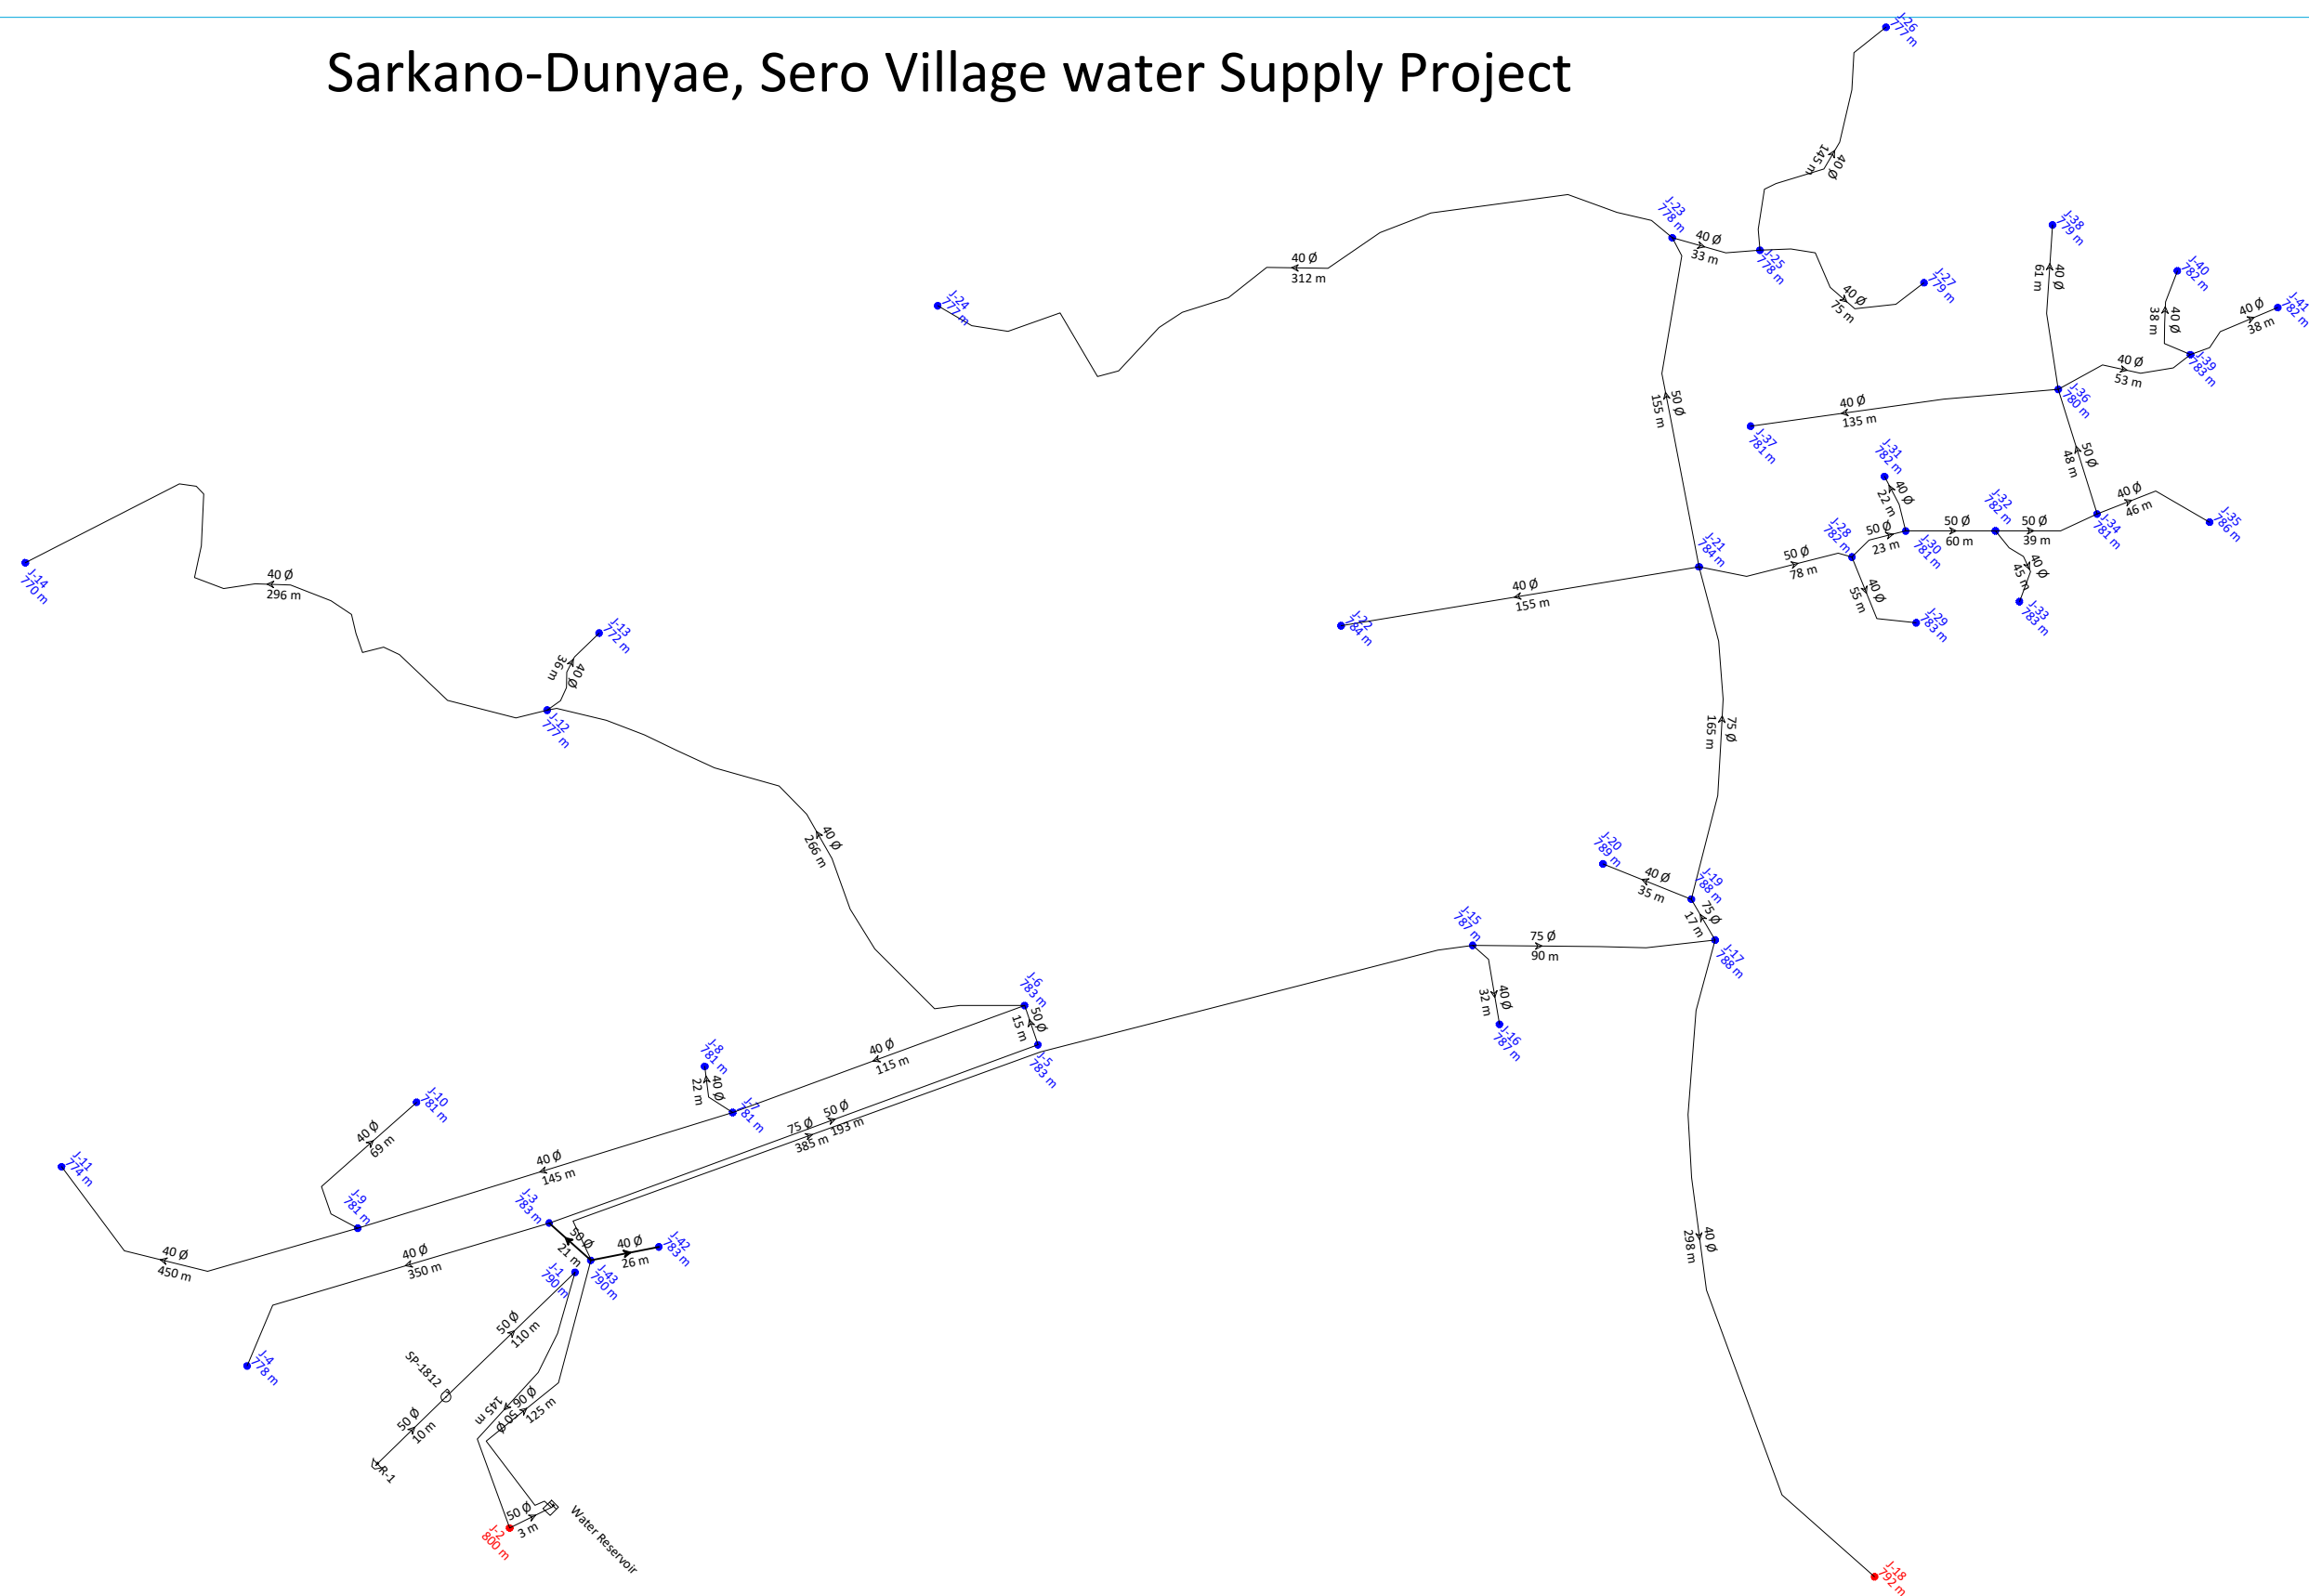 Sarkano-Dunyae, Sero Village water Supply Project
J-26
777 m
145 m
40 Ø
J-23
778 m
40 Ø
33 m
J-25
778 m
J-38
779 m
J-40
782 m
J-27
779 m
40 Ø
75 m
40 Ø
312 m
J-24
777 m
61 m
40 Ø
38 m
40 Ø
40 Ø
38 m
J-41
782 m
J-39
783 m
40 Ø
53 m
J-36
780 m
40 Ø
135 m
J-37
781 m
155 m
50 Ø
J-31
782 m
22 m
40 Ø
48 m
50 Ø
40 Ø
46 m
J-35
786 m
J-34
781 m
J-32
782 m
50 Ø
39 m
50 Ø
60 m
J-30
781 m
50 Ø
23 m
J-28
782 m
50 Ø
78 m
J-21
784 m
45 m
40 Ø
J-33
783 m
55 m
40 Ø
J-29
783 m
40 Ø
155 m
J-22
784 m
J-14
770 m
40 Ø
296 m
J-13
772 m
36 m
40 Ø
J-12
777 m
165 m
75 Ø
266 m
40 Ø
J-20
789 m
40 Ø
35 m
J-19
788 m
17 m
75 Ø
J-17
788 m
J-15
787 m
75 Ø
90 m
32 m
40 Ø
J-16
787 m
J-6
783 m
15 m
50 Ø
J-5
783 m
40 Ø
115 m
J-8
781 m
22 m
40 Ø
J-7
781 m
50 Ø
193 m
75 Ø
385 m
J-10
781 m
40 Ø
69 m
J-11
774 m
40 Ø
145 m
J-9
781 m
J-3
783 m
50 Ø
21 m
40 Ø
26 m
J-42
783 m
40 Ø
450 m
40 Ø
350 m
J-1
790 m
J-43
790 m
298 m
40 Ø
J-4
778 m
50 Ø
110 m
SP-1812
50 Ø
10 m
R-1
145 m
50 Ø
90 Ø
125 m
50 Ø
3 m
J-2
800 m
Water Reservoir
J-18
792 m